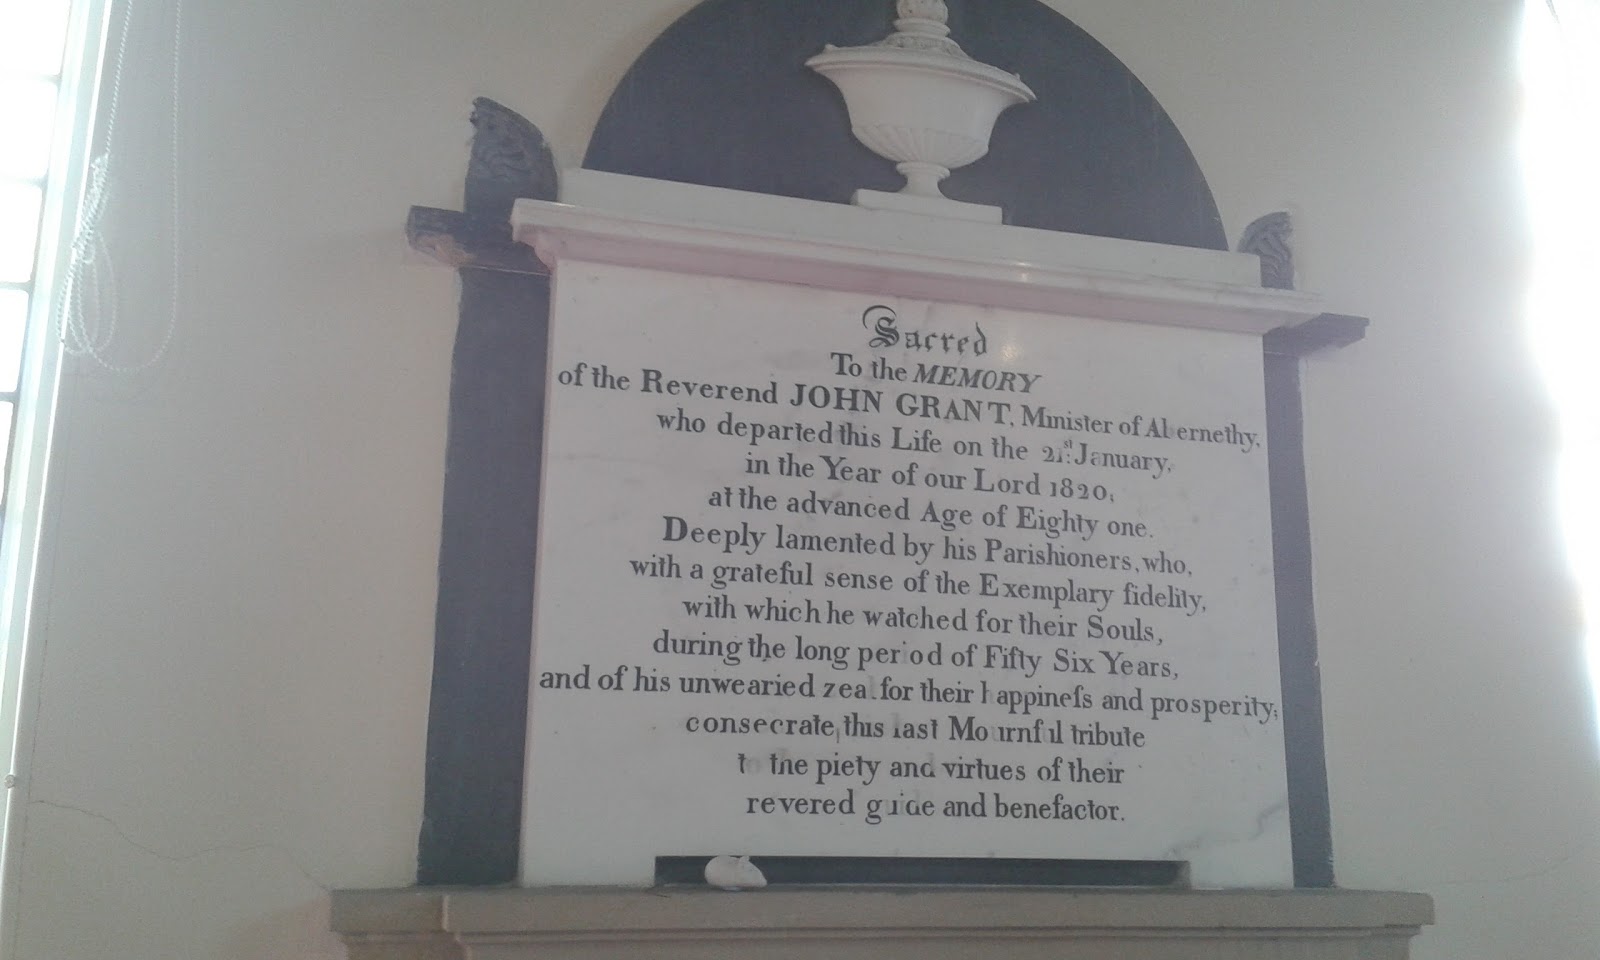 Sacred
To the MEMORY
of the Reverend JOHN GRANT, Minister of Abernethy,
who departed this Life on the 21st January,
in the Year of our Lord 1820,
at the advanced Age of Eighty one.
Deeply lamented by his Parishioners, who,
with a grateful sense of the Exemplary fidelity,
with which he watched for their Souls,
during the long period of Fifty Six Years,
and of his unwearied zeal for their happineſs and prosperity;
consecrate, this last Mournful tribute
to the piety and virtues of their
revered guide and benefactor.